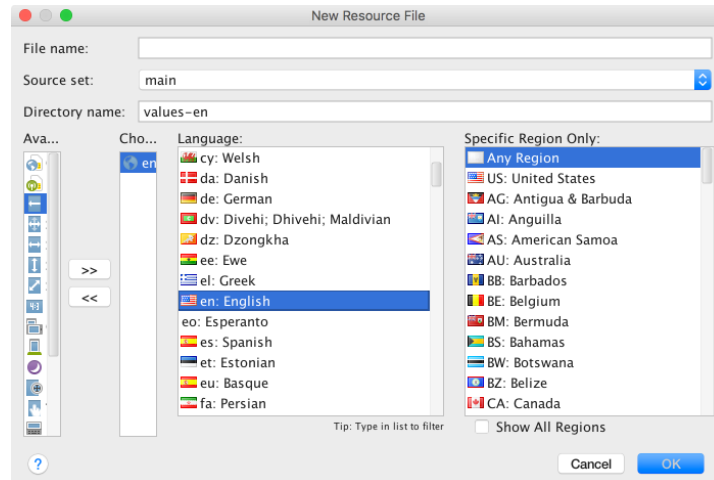 New Resource File
File name:
Source set: main
Directory name: values-en
Ava...
Cho...
en
>>
<<
Language:
cy: Welsh
da: Danish
de: German
dv: Divehi; Dhivehi; Maldivian
dz: Dzongkha
ee: Ewe
el: Greek
en: English
eo: Esperanto
es: Spanish
et: Estonian
eu: Basque
fa: Persian
Tip: Type in list to filter
Specific Region Only:
Any Region
US: United States
AG: Antigua & Barbuda
AI: Anguilla
AS: American Samoa
AU: Australia
BB: Barbados
BE: Belgium
BM: Bermuda
BS: Bahamas
BW: Botswana
BZ: Belize
CA: Canada
Show All Regions
?
Cancel
OK